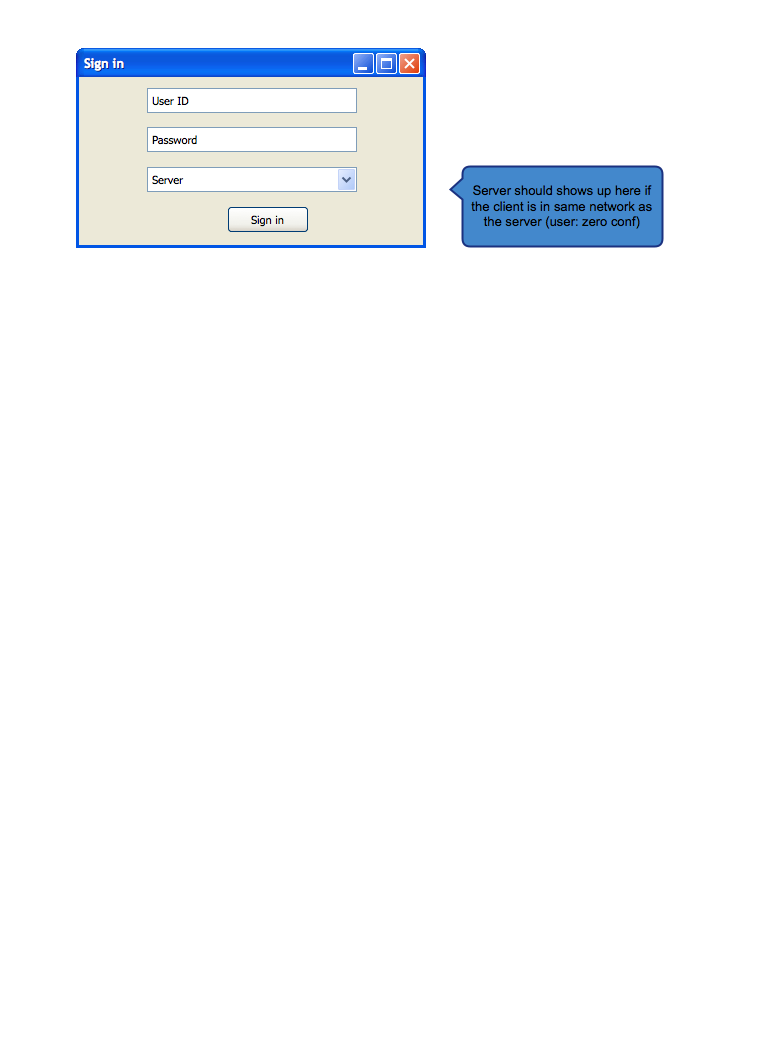 Sign in
User ID
Password
Server
Sign in
Server should shows up here if
the client is in same network as
the server (user: zero conf)